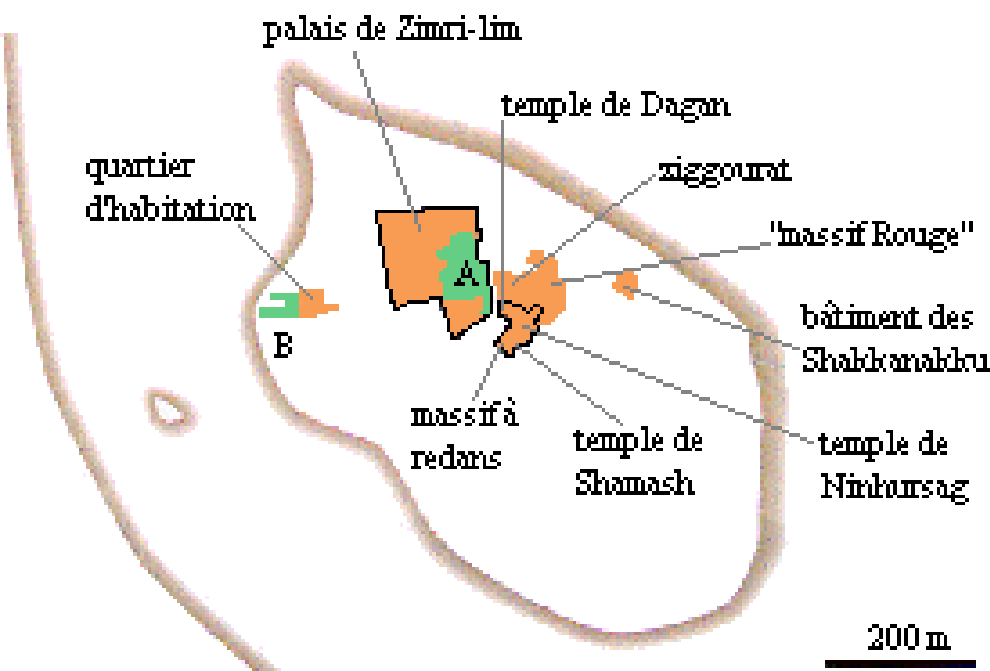 palais de Zimri-lim
temple de Dagan
quartier
d'habitation
ziggourat
"massif Rouge"
A
B
bâtiment des
Shakkanakku
massif à
redans
temple de
Shamash
temple de
Ninhursag
200 m